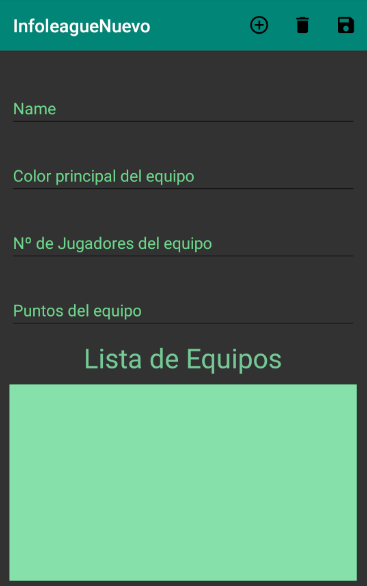 InfoleagueNuevo
Name
Color principal del equipo
Nº de Jugadores del equipo
Puntos del equipo
Lista de Equipos